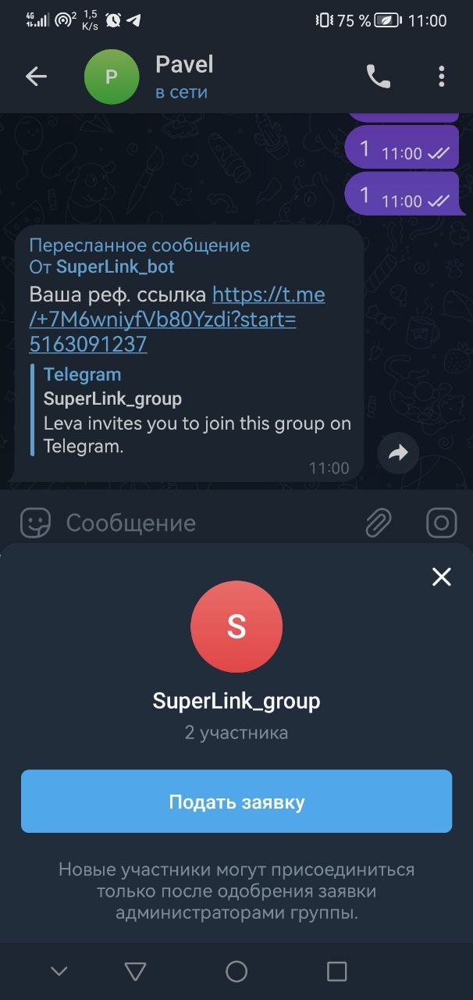 4G 2 1,5 K/s 75 % 11:00
P Pavel
в сети
1 11:00
1 11:00
Пересланное сообщение
От SuperLink_bot
Ваша реф. ссылка https://t.me
/+7M6wniyfVb80Yzdi?start=
5163091237
Telegram
SuperLink_group
Leva invites you to join this group on
Telegram.
11:00
Сообщение
S
SuperLink_group
2 участника
Подать заявку
Новые участники могут присоединиться
только после одобрения заявки
администраторами группы.